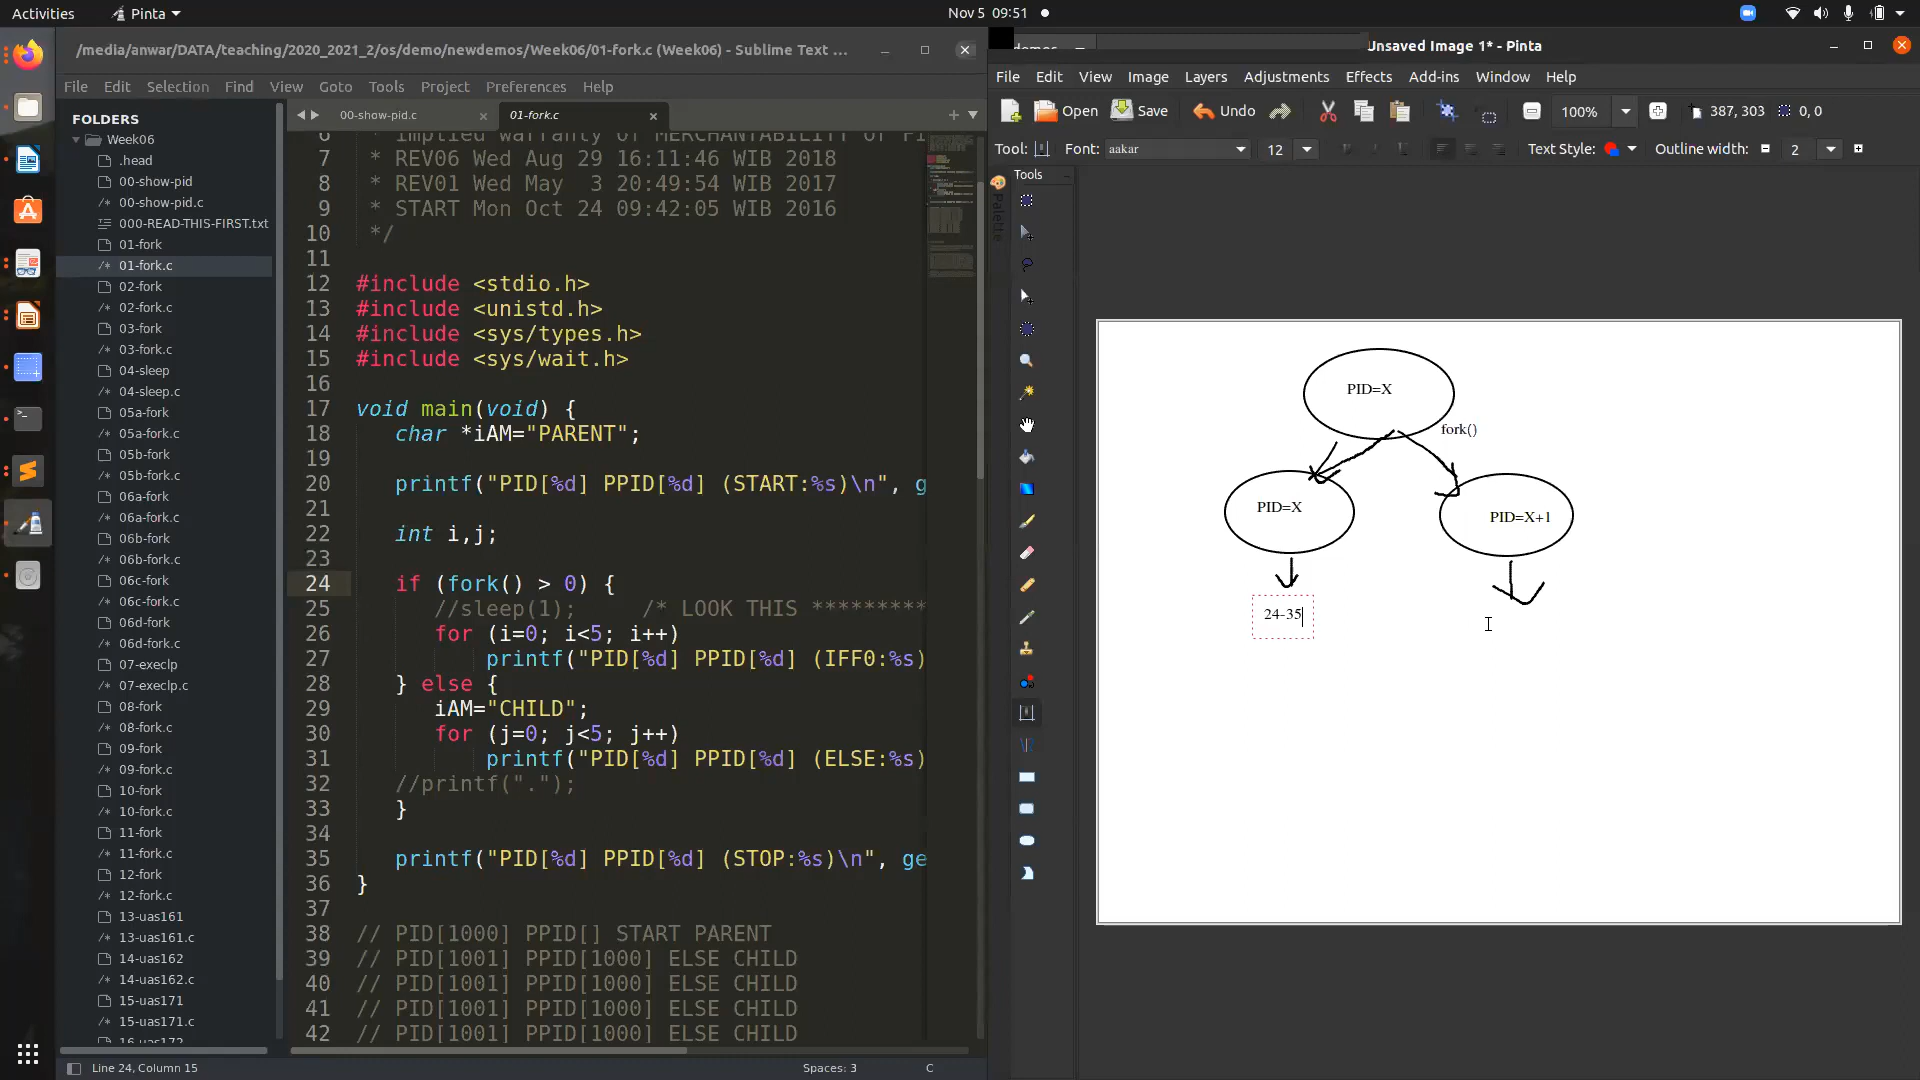 Activities
Pinta
Nov 5 09:51
/media/anwar/DATA/teaching/2020_2021_2/os/demo/newdemos/Week06/01-fork.c (Week06) - Sublime Text ...
File Edit Selection Find View Goto Tools Project Preferences Help
FOLDERS
Week06
.head
00-show-pid
00-show-pid.c
000-READ-THIS-FIRST.txt
01-fork
01-fork.c
02-fork
02-fork.c
03-fork
03-fork.c
04-sleep
04-sleep.c
05a-fork
05a-fork.c
05b-fork
05b-fork.c
06a-fork
06a-fork.c
06b-fork
06b-fork.c
06c-fork
06c-fork.c
06d-fork
06d-fork.c
07-execlp
07-execlp.c
08-fork
08-fork.c
09-fork
09-fork.c
10-fork
10-fork.c
11-fork
11-fork.c
12-fork
12-fork.c
13-uas161
13-uas161.c
14-uas162
14-uas162.c
15-uas171
15-uas171.c
16-uas172
00-show-pid.c
01-fork.c
6 * implied warranty of MERCHANTABILITY or FI
7 * REV06 Wed Aug 29 16:11:46 WIB 2018
8 * REV01 Wed May  3 20:49:54 WIB 2017
9 * START Mon Oct 24 09:42:05 WIB 2016
10 */
11
12 #include <stdio.h>
13 #include <unistd.h>
14 #include <sys/types.h>
15 #include <sys/wait.h>
16
17 void main(void) {
18 char *iAM="PARENT";
19
20 printf("PID[%d] PPID[%d] (START:%s)\n", g
21
22 int i,j;
23
24 if (fork() > 0) {
25 //sleep(1); /* LOOK THIS *********
26 for (i=0; i<5; i++)
27 printf("PID[%d] PPID[%d] (IFF0:%s)
28 } else {
29 iAM="CHILD";
30 for (j=0; j<5; j++)
31 printf("PID[%d] PPID[%d] (ELSE:%s)
32 //printf(".");
33 }
34
35 printf("PID[%d] PPID[%d] (STOP:%s)\n", ge
36 }
37
38 // PID[1000] PPID[] START PARENT
39 // PID[1001] PPID[1000] ELSE CHILD
40 // PID[1001] PPID[1000] ELSE CHILD
41 // PID[1001] PPID[1000] ELSE CHILD
42 // PID[1001] PPID[1000] ELSE CHILD
Line 24, Column 15
Spaces: 3
C
Unsaved Image 1* - Pinta
File Edit View Image Layers Adjustments Effects Add-ins Window Help
Open Save Undo 100% 387, 303 0, 0
Tool: Font: aakar 12 Text Style: Outline width: 2
Palette
Tools
PID=X
fork()
PID=X
PID=X+1
24-35